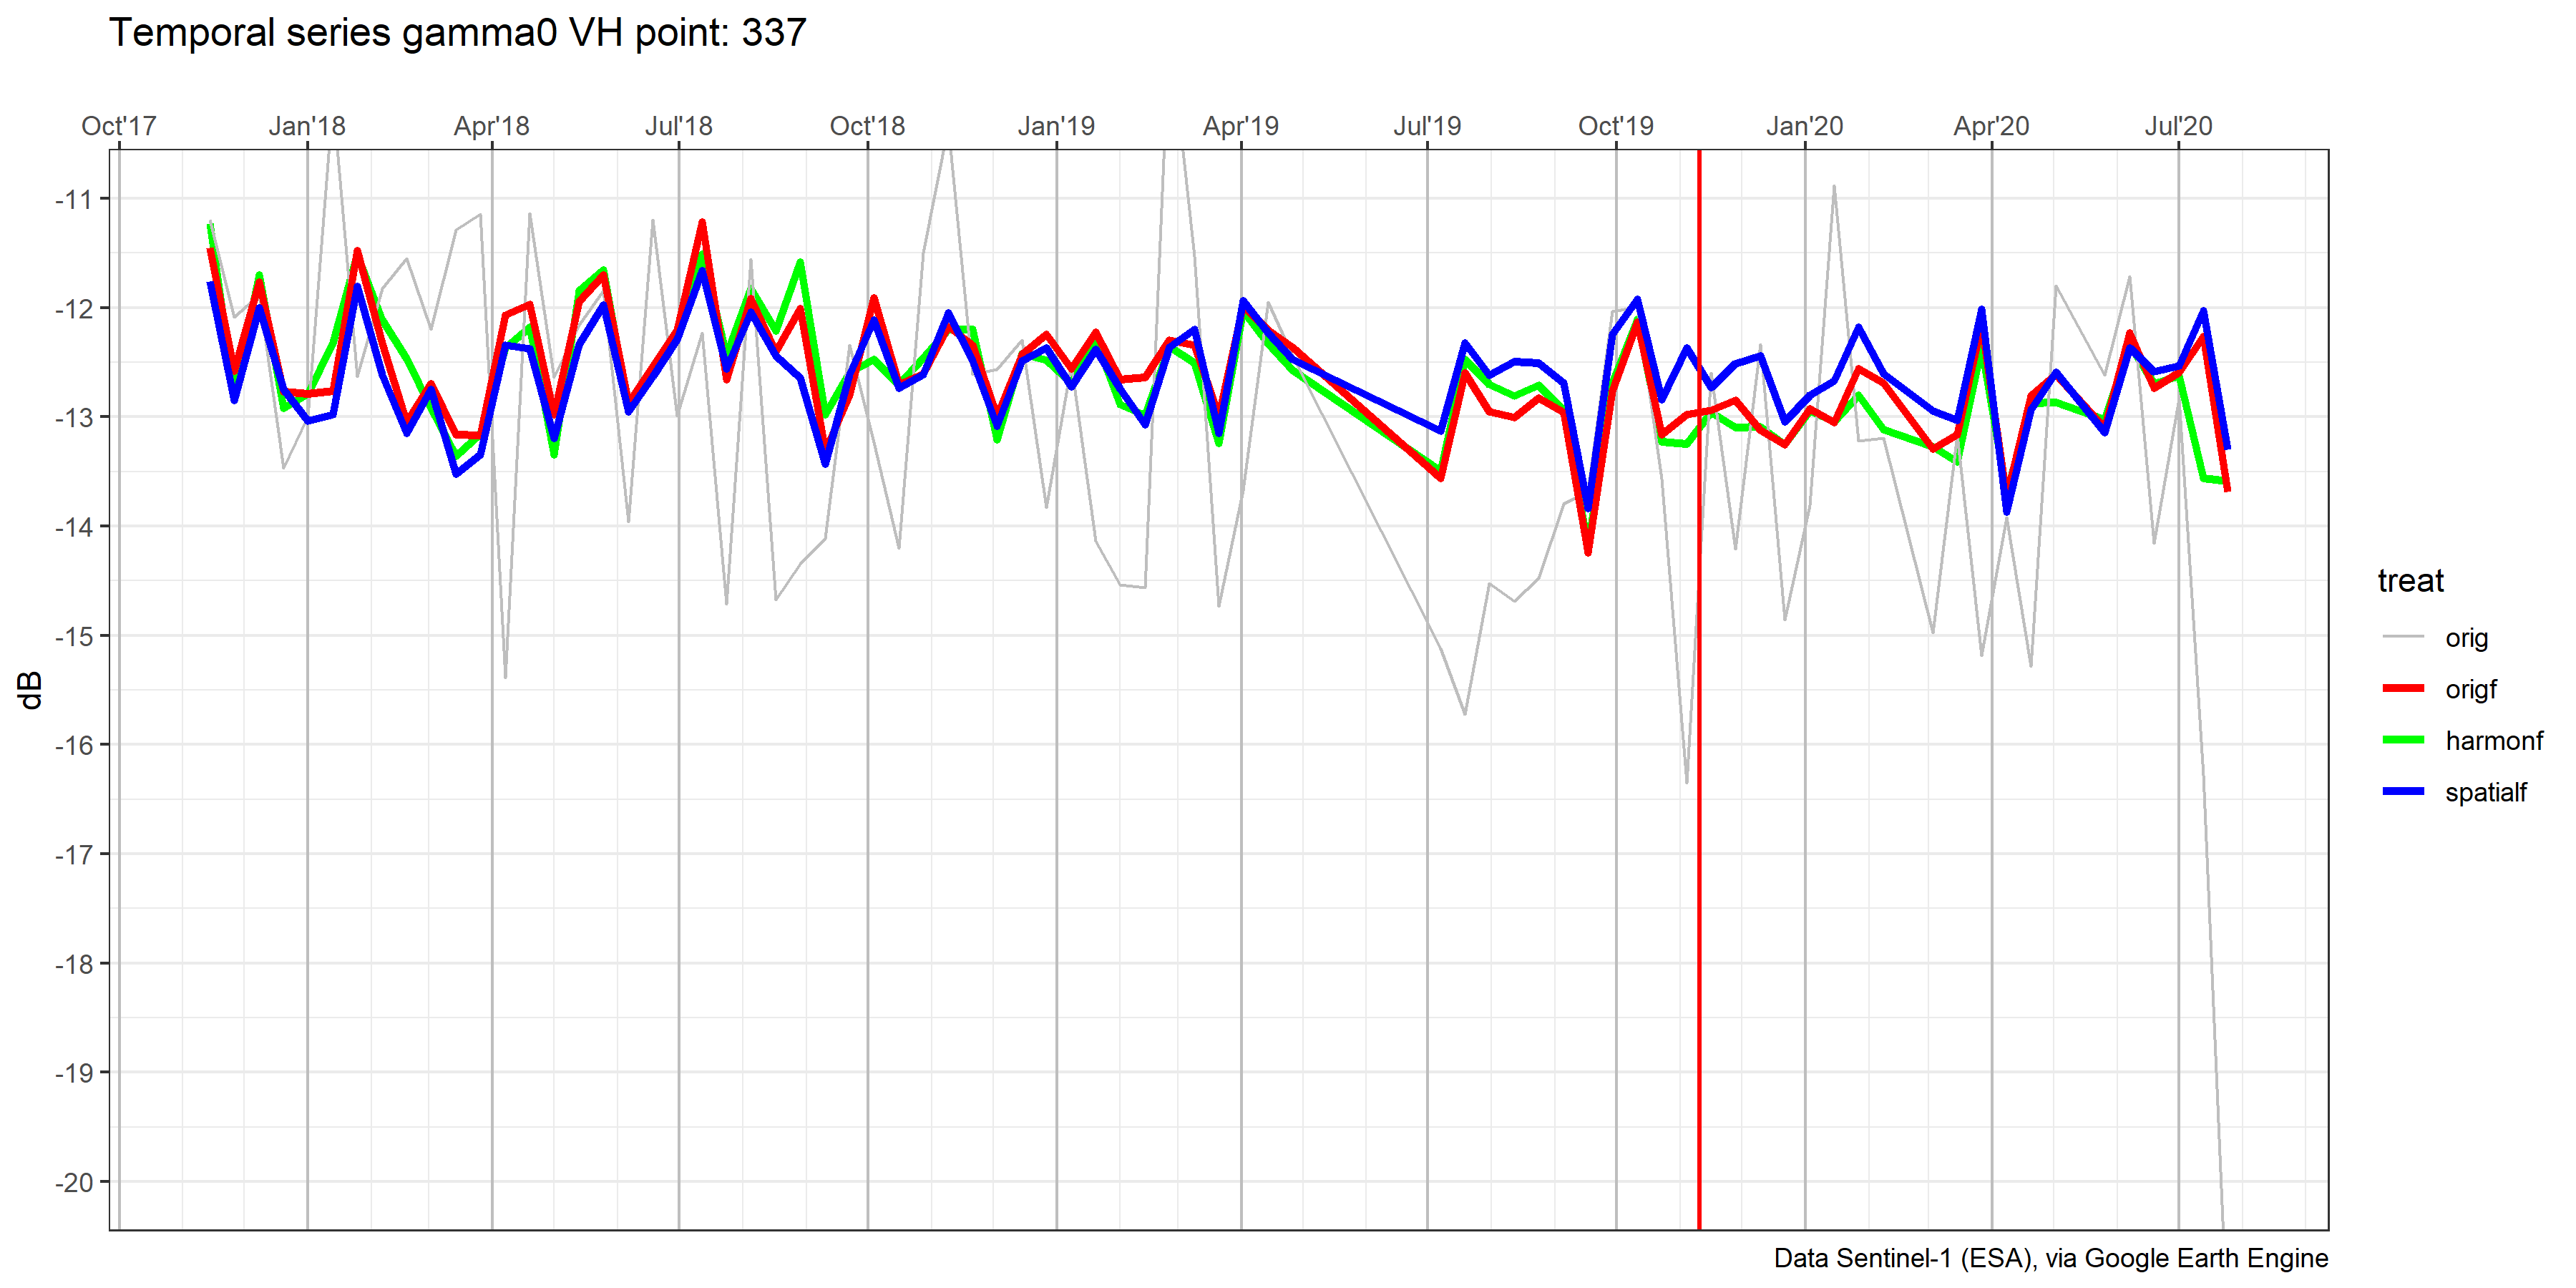 Temporal series gamma0 VH point: 337
Oct'17 Jan'18 Apr'18 Jul'18 Oct'18 Jan'19 Apr'19 Jul'19 Oct'19 Jan'20 Apr'20 Jul'20
-11
-12
-13
-14
-15
-16
-17
-18
-19
-20
dB
treat
orig
origf
harmonf
spatialf
Data Sentinel-1 (ESA), via Google Earth Engine